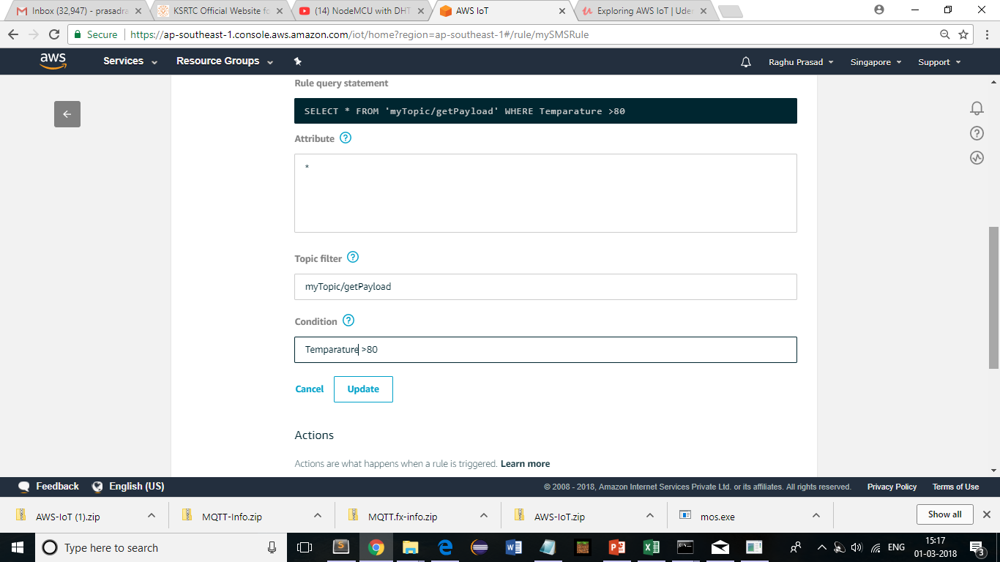 Inbox (32,947) - prasadra
KSRTC Official Website fo
(14) NodeMCU with DHT
AWS IoT
Exploring AWS IoT | Ude
Secure
https://ap-southeast-1.console.aws.amazon.com/iot/home?region=ap-southeast-1#/rule/mySMSRule
aws
Services
Resource Groups
Raghu Prasad
Singapore
Support
Rule query statement
SELECT * FROM 'myTopic/getPayload' WHERE Temparature >80
Attribute ?
*
Topic filter ?
myTopic/getPayload
Condition ?
Temparature >80
Cancel
Update
Actions
Actions are what happens when a rule is triggered. Learn more
Feedback
English (US)
© 2008 - 2018, Amazon Internet Services Private Ltd. or its affiliates. All rights reserved.
Privacy Policy
Terms of Use
AWS-IoT (1).zip
MQTT-Info.zip
MQTT.fx-info.zip
AWS-IoT.zip
mos.exe
Show all
Type here to search
ENG
15:17
01-03-2018
3